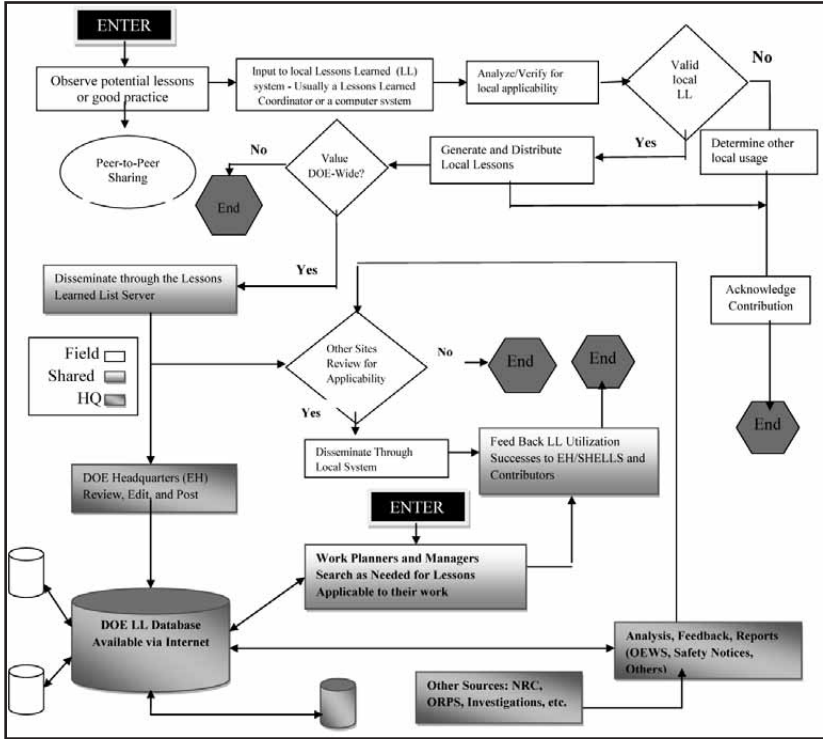 ENTER
Observe potential lessons
or good practice
Input to local Lessons Learned (LL)
system - Usually a Lessons Learned
Coordinator or a computer system
Analyze/Verify for
local applicability
Valid
local
LL
No
Yes
Determine other
local usage
Peer-to-Peer
Sharing
No
End
Value
DOE-Wide?
Generate and Distribute
Local Lessons
Yes
Disseminate through the Lessons
Learned List Server
Acknowledge
Contribution
End
Field
Shared
HQ
Other Sites
Review for
Applicability
No
End
End
Yes
Disseminate Through
Local System
Feed Back LL Utilization
Successes to EH/SHELLS and
Contributors
DOE Headquarters (EH)
Review, Edit, and Post
ENTER
Work Planners and Managers
Search as Needed for Lessons
Applicable to their work
DOE LL Database
Available via Internet
Analysis, Feedback, Reports
(OEWS, Safety Notices,
Others)
Other Sources: NRC,
ORPS, Investigations, etc.